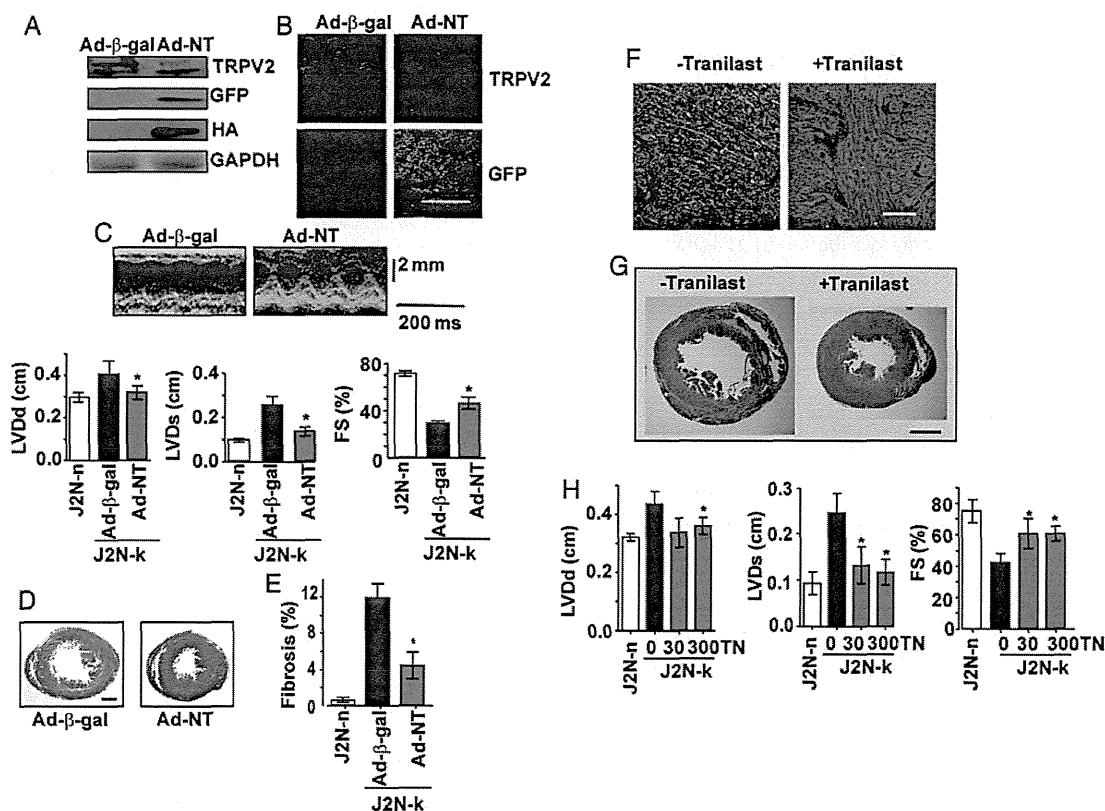 A
Ad-β-gal Ad-NT
TRPV2
GFP
HA
GAPDH
B
Ad-β-gal Ad-NT
TRPV2
GFP
C
Ad-β-gal Ad-NT
2 mm
200 ms
LVDd (cm)
0.4
0.2
0.0
J2N-n
Ad-β-gal
Ad-NT
*
J2N-k
LVDs (cm)
0.4
0.2
0.0
J2N-n
Ad-β-gal
Ad-NT
*
J2N-k
FS (%)
80
40
0
J2N-n
Ad-β-gal
Ad-NT
*
J2N-k
D
Ad-β-gal Ad-NT
E
Fibrosis (%)
12
8
4
0
J2N-n
Ad-β-gal
Ad-NT
*
J2N-k
F
-Tranilast +Tranilast
G
-Tranilast +Tranilast
H
LVDd (cm)
0.4
0.2
0.0
*
J2N-n
0 30 300TN
J2N-k
LVDs (cm)
0.3
0.2
0.1
0.0
* *
J2N-n
0 30 300TN
J2N-k
FS (%)
80
60
40
20
0
* *
J2N-n
0 30 300TN
J2N-k